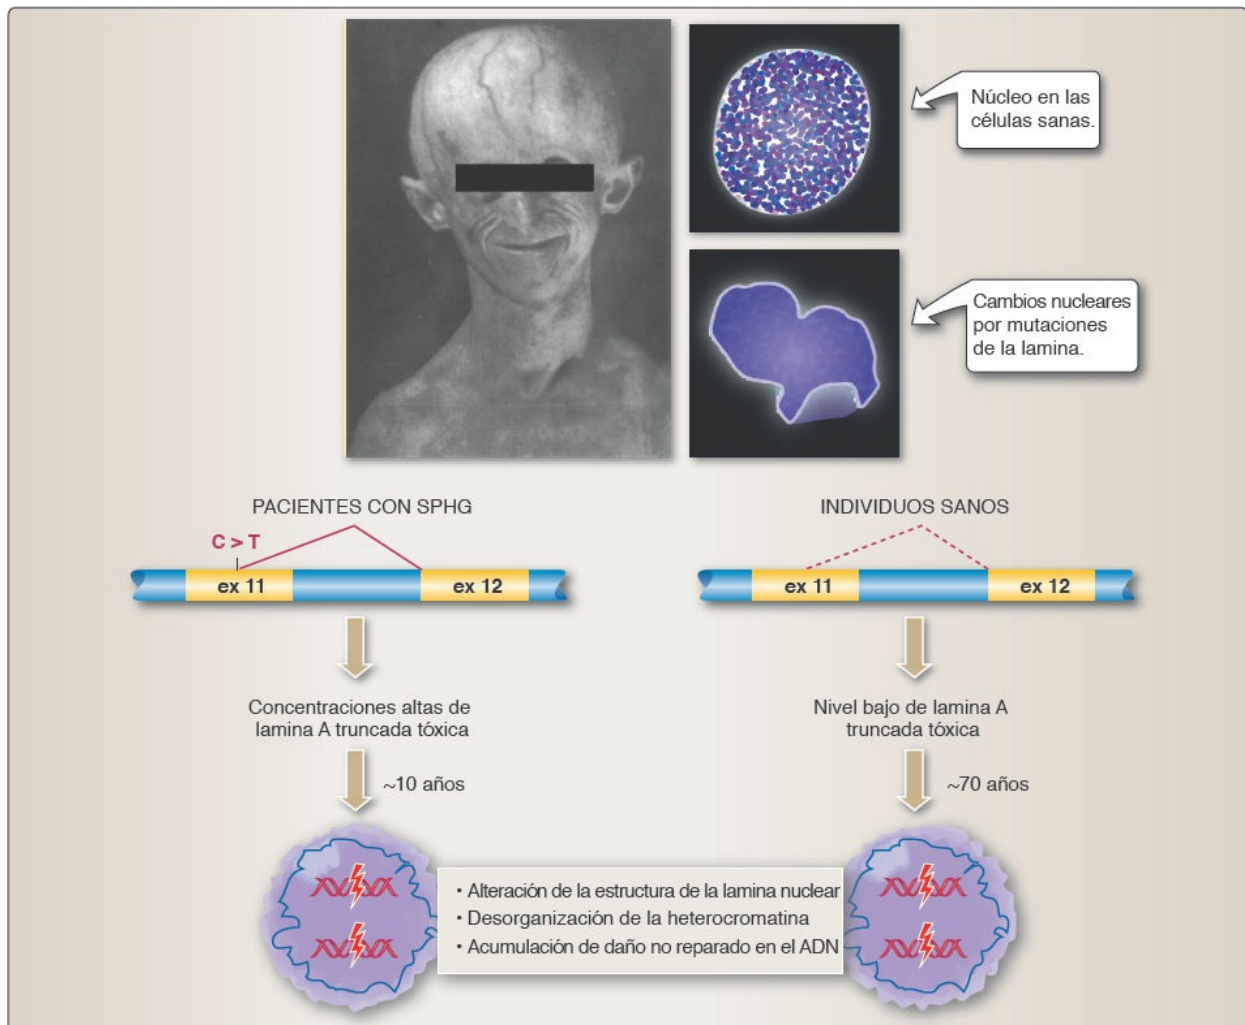 Núcleo en las
células sanas.
Cambios nucleares
por mutaciones
de la lamina.
PACIENTES CON SPHG
C > T
ex 11
ex 12
Concentraciones altas de
lamina A truncada tóxica
~10 años
INDIVIDUOS SANOS
ex 11
ex 12
Nivel bajo de lamina A
truncada tóxica
~70 años
• Alteración de la estructura de la lamina nuclear
• Desorganización de la heterocromatina
• Acumulación de daño no reparado en el ADN